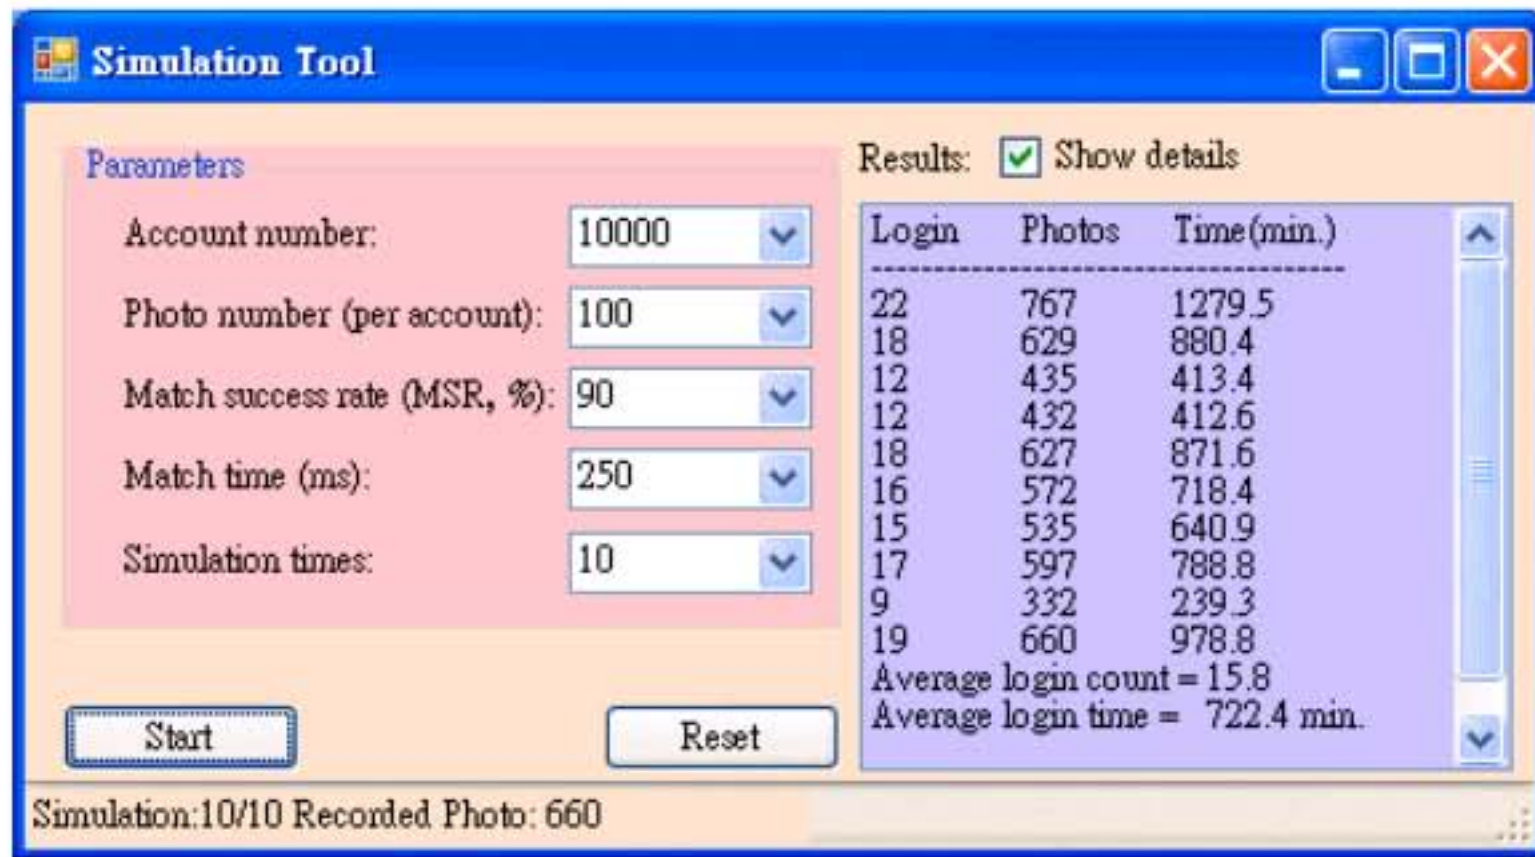 Simulation Tool
Parameters
Account number: 10000
Photo number (per account): 100
Match success rate (MSR, %): 90
Match time (ms): 250
Simulation times: 10
Start Reset
Results: Show details
Login Photos Time(min.)
------------------------------------
22 767 1279.5
18 629 880.4
12 435 413.4
12 432 412.6
18 627 871.6
16 572 718.4
15 535 640.9
17 597 788.8
9 332 239.3
19 660 978.8
Average login count = 15.8
Average login time = 722.4 min.
Simulation:10/10 Recorded Photo: 660